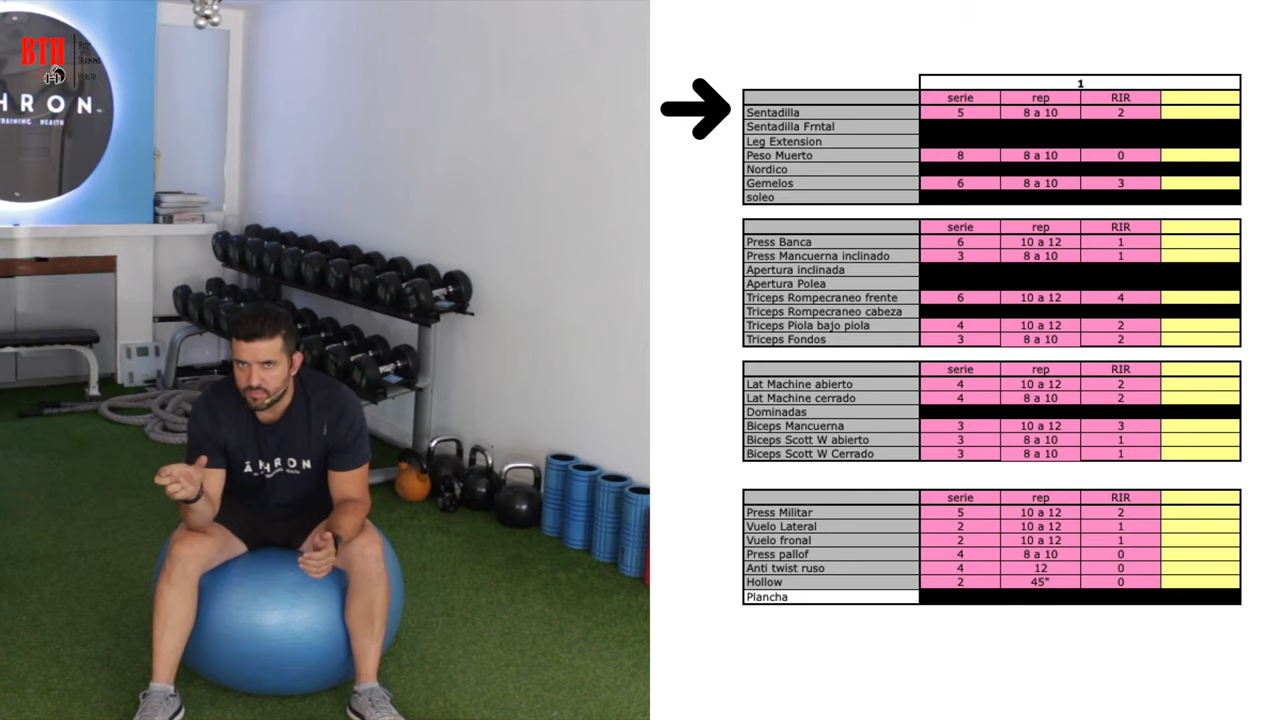 BTH
HRON
TRAINING HEALTH
ĀHRON
1
serie rep RIR
Sentadilla 5 8 a 10 2
Sentadilla Frntal
Leg Extension
Peso Muerto 8 8 a 10 0
Nordico
Gemelos 6 8 a 10 3
soleo
serie rep RIR
Press Banca 6 10 a 12 1
Press Mancuerna inclinado 3 8 a 10 1
Apertura inclinada
Apertura Polea
Triceps Rompecraneo frente 6 10 a 12 4
Triceps Rompecraneo cabeza
Triceps Piola bajo piola 4 10 a 12 2
Triceps Fondos 3 8 a 10 2
serie rep RIR
Lat Machine abierto 4 10 a 12 2
Lat Machine cerrado 4 8 a 10 2
Dominadas
Biceps Mancuerna 3 10 a 12 3
Biceps Scott W abierto 3 8 a 10 1
Biceps Scott W Cerrado 3 8 a 10 1
serie rep RIR
Press Militar 5 10 a 12 2
Vuelo Lateral 2 10 a 12 1
Vuelo fronal 2 10 a 12 1
Press pallof 4 8 a 10 0
Anti twist ruso 4 12 0
Hollow 2 45" 0
Plancha